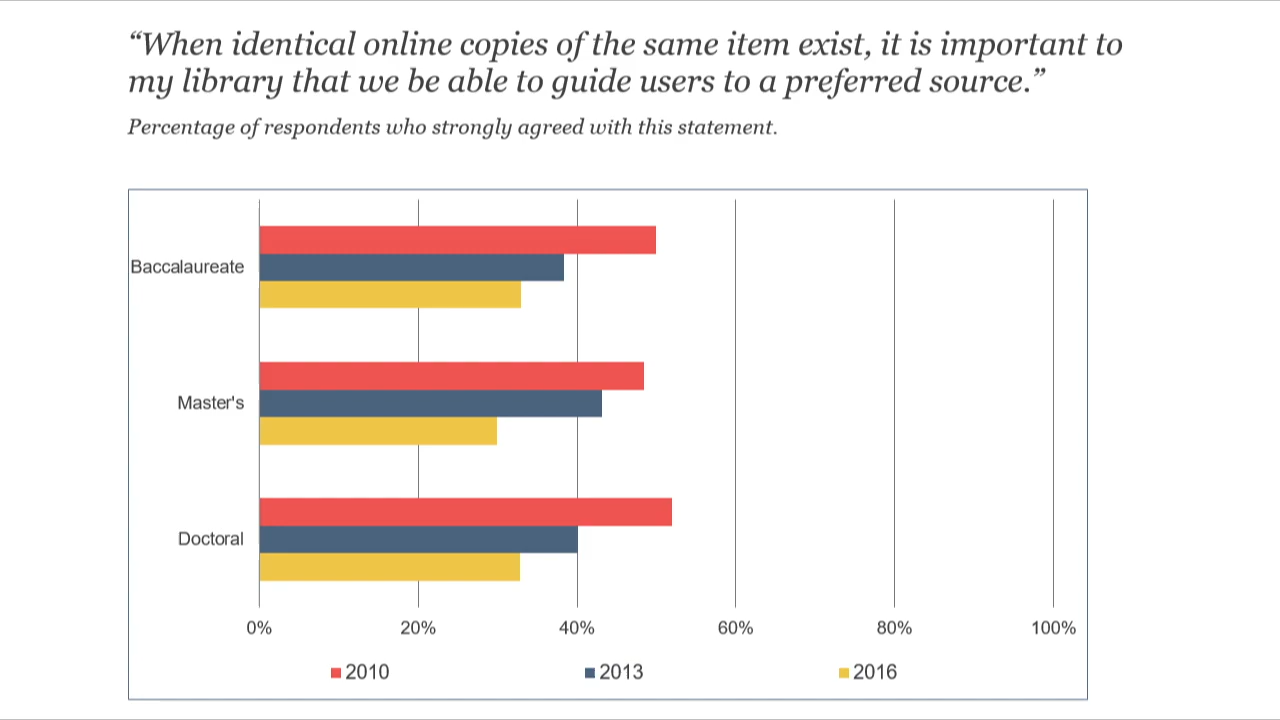 “When identical online copies of the same item exist, it is important to
my library that we be able to guide users to a preferred source.”
Percentage of respondents who strongly agreed with this statement.
Baccalaureate
Master's
Doctoral
0% 20% 40% 60% 80% 100%
2010 2013 2016